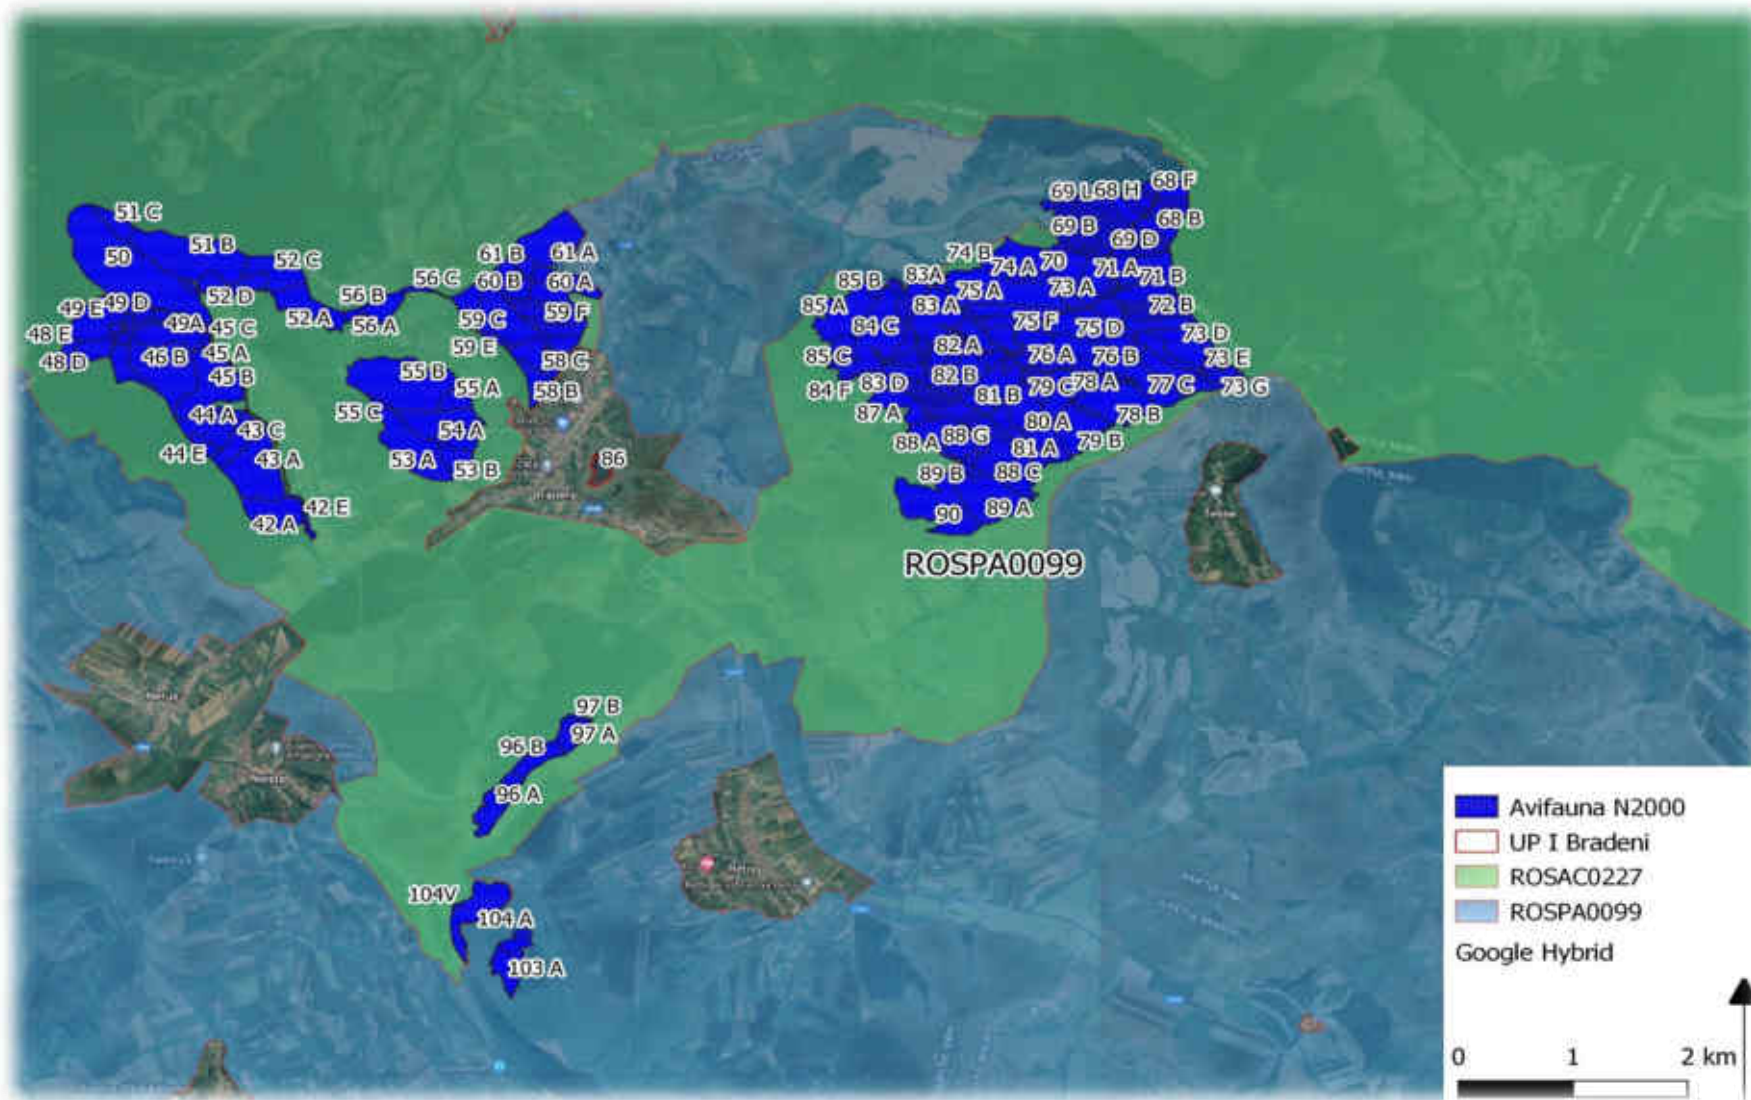 68 F
69 L
68 H
51 C
68 B
69 B
51 B
69 D
61 B
61 A
74 B
50
52 C
70
74 A
71 A
71 B
56 C
60 B
60 A
85 B
83A
73 A
75 A
52 D
56 B
49 D
49 E
85 A
83 A
72 B
59 F
52 A
59 C
49A
45 C
56 A
84 C
75 F
75 D
48 E
73 D
59 E
82 A
45 A
46 B
48 D
58 C
85 C
76 A
76 B
73 E
55 B
45 B
82 B
55 A
58 B
84 F
83 D
79 C
78 A
77 C
73 G
81 B
55 C
44 A
87 A
78 B
43 C
54 A
80 A
88 A
88 G
79 B
44 E
43 A
53 A
81 A
86
53 B
89 B
88 C
42 E
42 A
90
89 A
ROSPA0099
97 B
97 A
96 B
96 A
104V
104 A
103 A
Avifauna N2000
UP I Bradeni
ROSAC0227
ROSPA0099
Google Hybrid
0 1 2 km